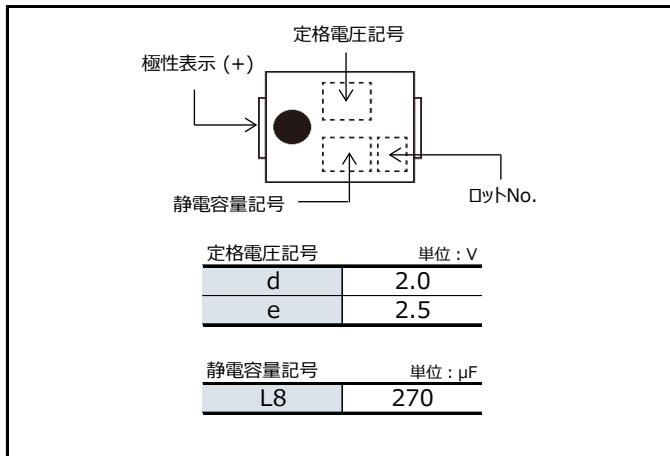 定格電圧記号
極性表示 (+)
静電容量記号
ロットNo.
定格電圧記号 単位：V
d 2.0
e 2.5
静電容量記号 単位：μF
L8 270